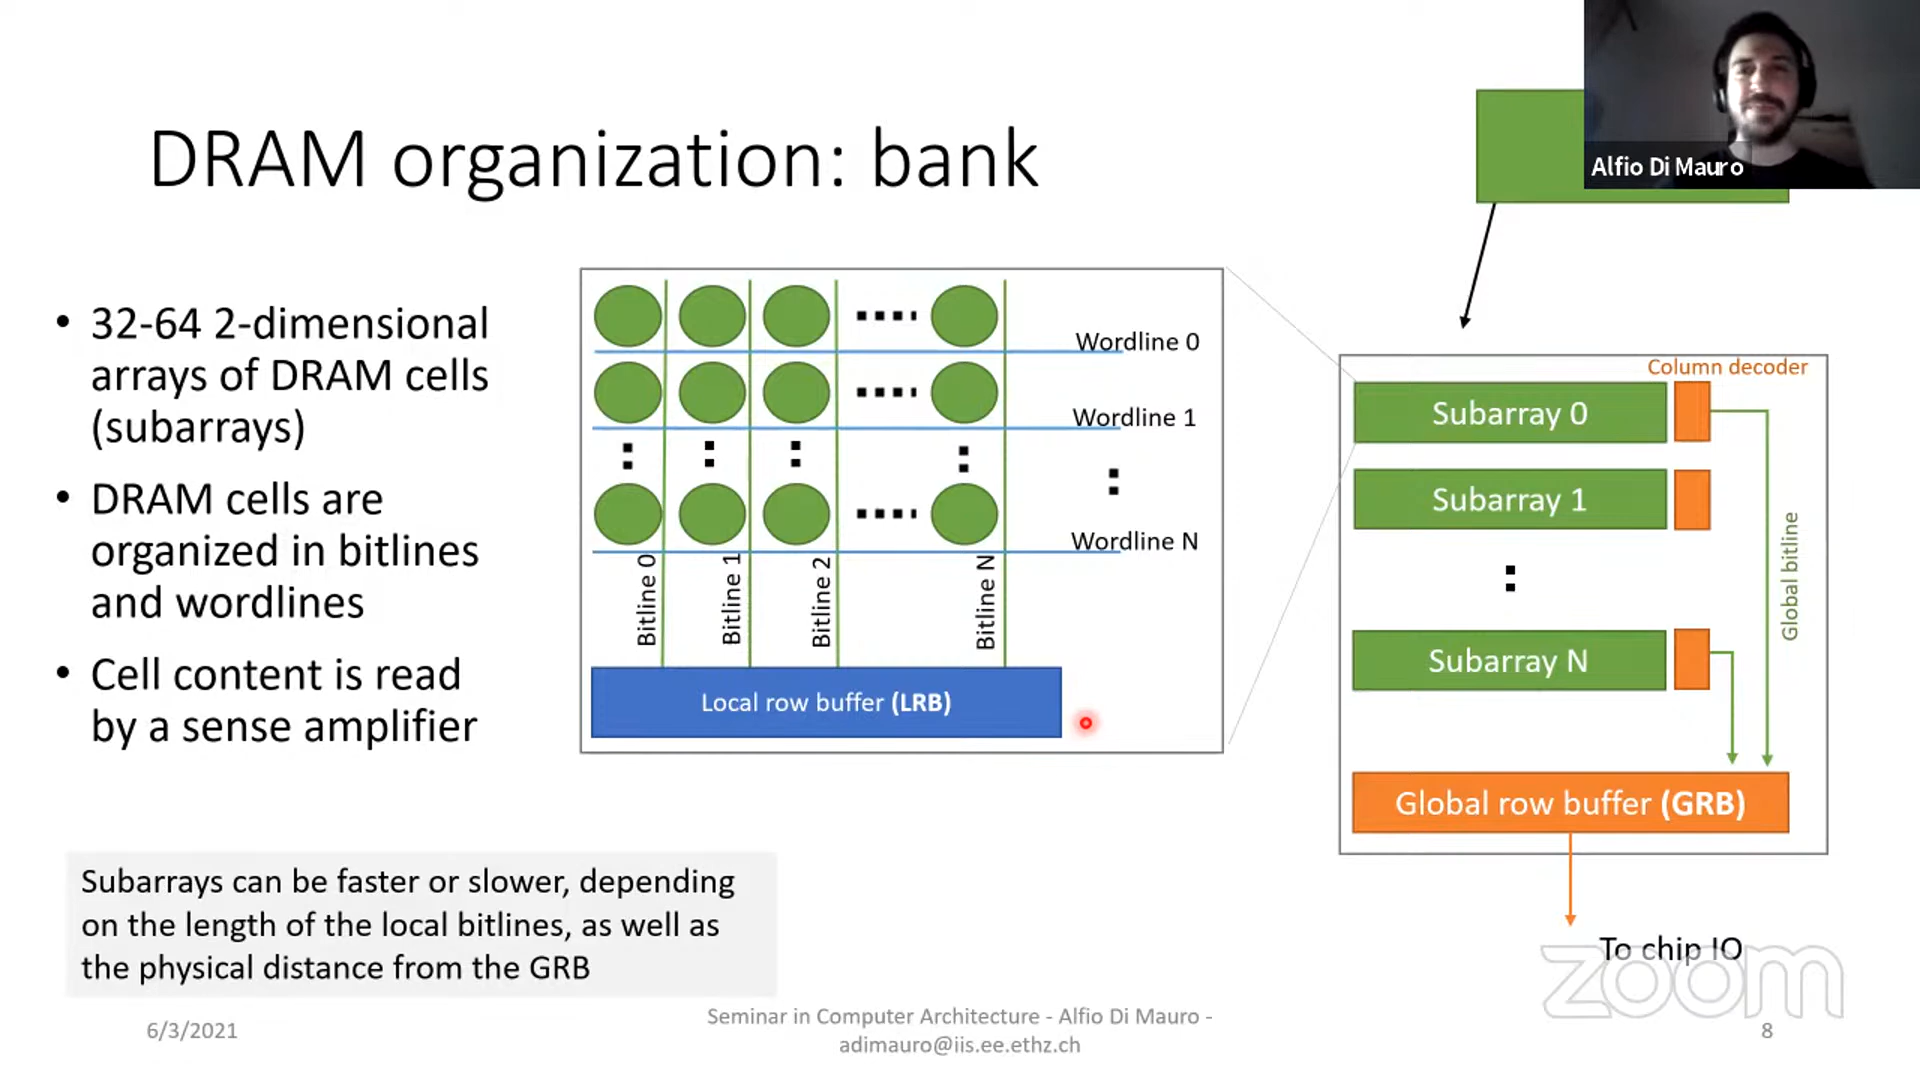 Alfio Di Mauro
DRAM organization: bank
• 32-64 2-dimensional
arrays of DRAM cells
(subarrays)
• DRAM cells are
organized in bitlines
and wordlines
• Cell content is read
by a sense amplifier
Wordline 0
Wordline 1
Wordline N
Bitline 0
Bitline 1
Bitline 2
Bitline N
Local row buffer (LRB)
Column decoder
Subarray 0
Subarray 1
Subarray N
Global bitline
Global row buffer (GRB)
To chip IO
Subarrays can be faster or slower, depending
on the length of the local bitlines, as well as
the physical distance from the GRB
zoom
6/3/2021
Seminar in Computer Architecture - Alfio Di Mauro -
adimauro@iis.ee.ethz.ch
8